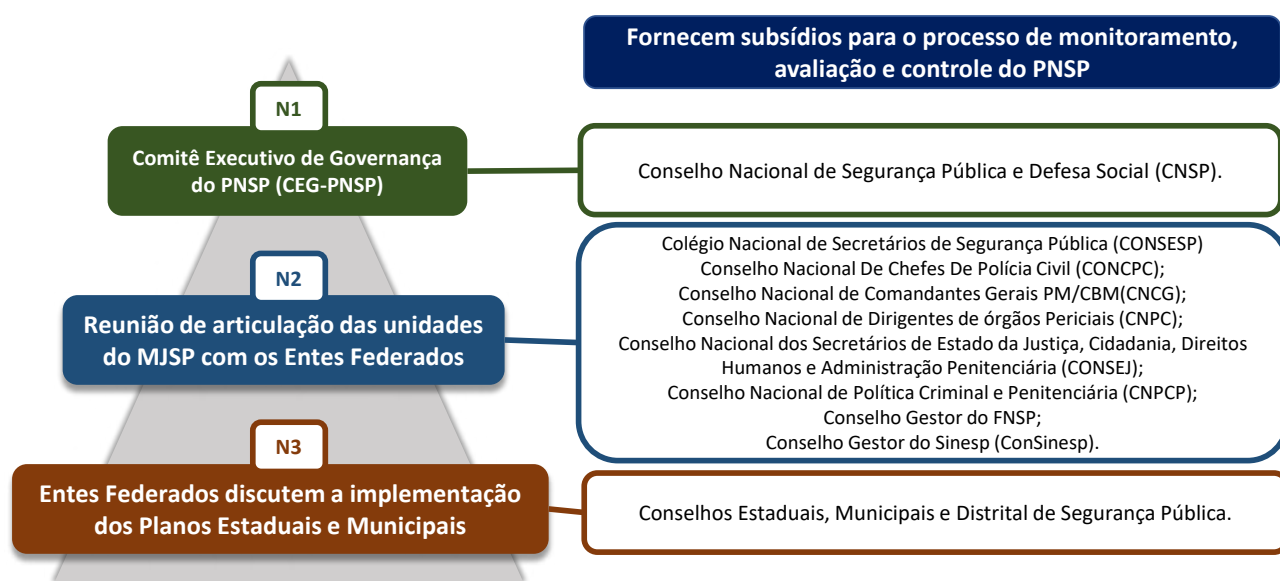 Fornecem subsídios para o processo de monitoramento,
avaliação e controle do PNSP
N1
Comitê Executivo de Governança
do PNSP (CEG-PNSP)
Conselho Nacional de Segurança Pública e Defesa Social (CNSP).
N2
Reunião de articulação das unidades
do MJSP com os Entes Federados
Colégio Nacional de Secretários de Segurança Pública (CONSESP)
Conselho Nacional De Chefes De Polícia Civil (CONCPC);
Conselho Nacional de Comandantes Gerais PM/CBM(CNCG);
Conselho Nacional de Dirigentes de órgãos Periciais (CNPC);
Conselho Nacional dos Secretários de Estado da Justiça, Cidadania, Direitos
Humanos e Administração Penitenciária (CONSEJ);
Conselho Nacional de Política Criminal e Penitenciária (CNPCP);
Conselho Gestor do FNSP;
Conselho Gestor do Sinesp (ConSinesp).
N3
Entes Federados discutem a implementação
dos Planos Estaduais e Municipais
Conselhos Estaduais, Municipais e Distrital de Segurança Pública.